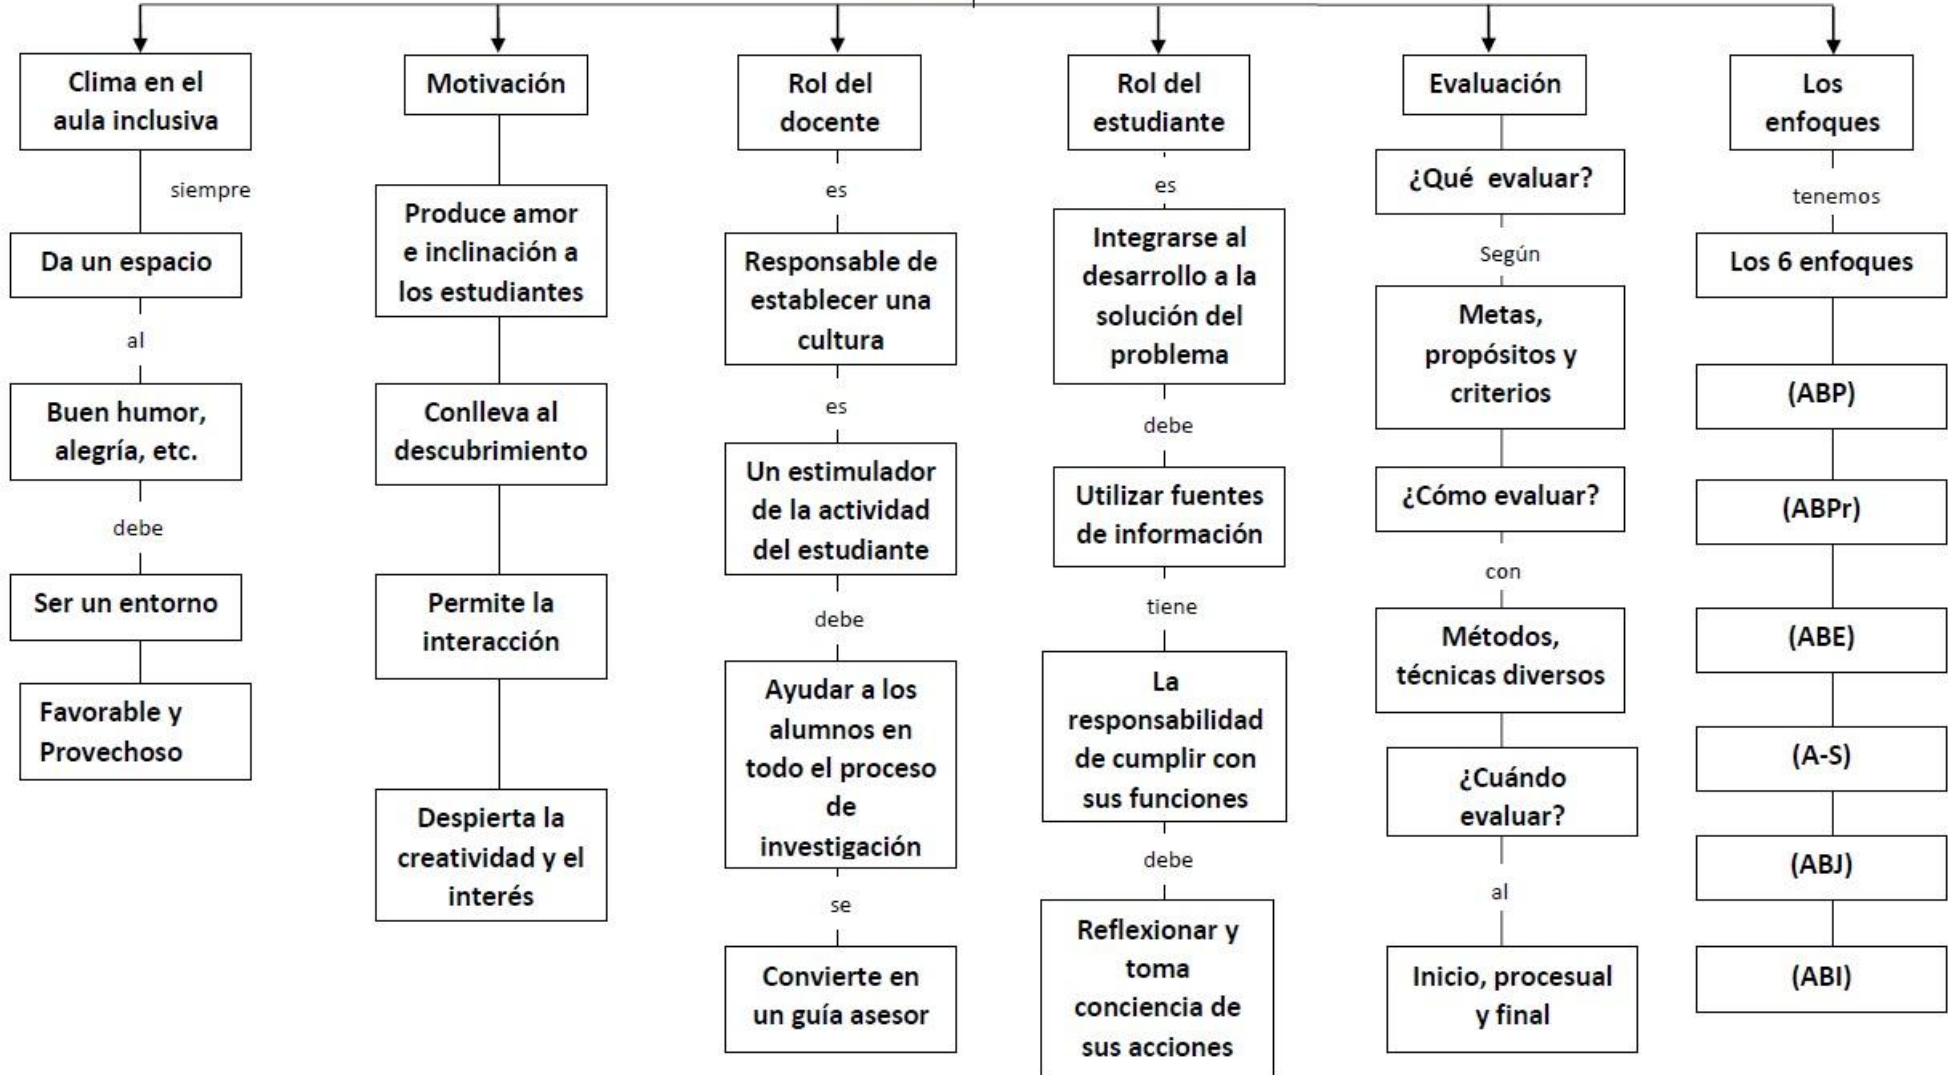 Clima en el
aula inclusiva
siempre
Da un espacio
al
Buen humor,
alegría, etc.
debe
Ser un entorno
Favorable y
Provechoso
Motivación
Produce amor
e inclinación a
los estudiantes
Conlleva al
descubrimiento
Permite la
interacción
Despierta la
creatividad y el
interés
Rol del
docente
es
Responsable de
establecer una
cultura
es
Un estimulador
de la actividad
del estudiante
debe
Ayudar a los
alumnos en
todo el proceso
de
investigación
se
Convierte en
un guía asesor
Rol del
estudiante
es
Integrarse al
desarrollo a la
solución del
problema
debe
Utilizar fuentes
de información
tiene
La
responsabilidad
de cumplir con
sus funciones
debe
Reflexionar y
toma
conciencia de
sus acciones
Evaluación
¿Qué evaluar?
Según
Metas,
propósitos y
criterios
¿Cómo evaluar?
con
Métodos,
técnicas diversos
¿Cuándo
evaluar?
al
Inicio, procesual
y final
Los
enfoques
tenemos
Los 6 enfoques
(ABP)
(ABPr)
(ABE)
(A-S)
(ABJ)
(ABI)